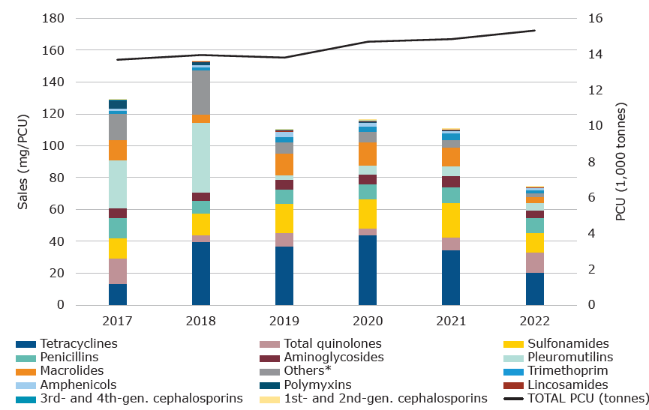 180
160
140
120
100
80
60
40
20
0
Sales (mg/PCU)
16
14
12
10
8
6
4
2
0
PCU (1,000 tonnes)
2017 2018 2019 2020 2021 2022
Tetracyclines Total quinolones Sulfonamides
Penicillins Aminoglycosides Pleuromutilins
Macrolides Others* Trimethoprim
Amphenicols Polymyxins Lincosamides
3rd- and 4th-gen. cephalosporins 1st- and 2nd-gen. cephalosporins TOTAL PCU (tonnes)